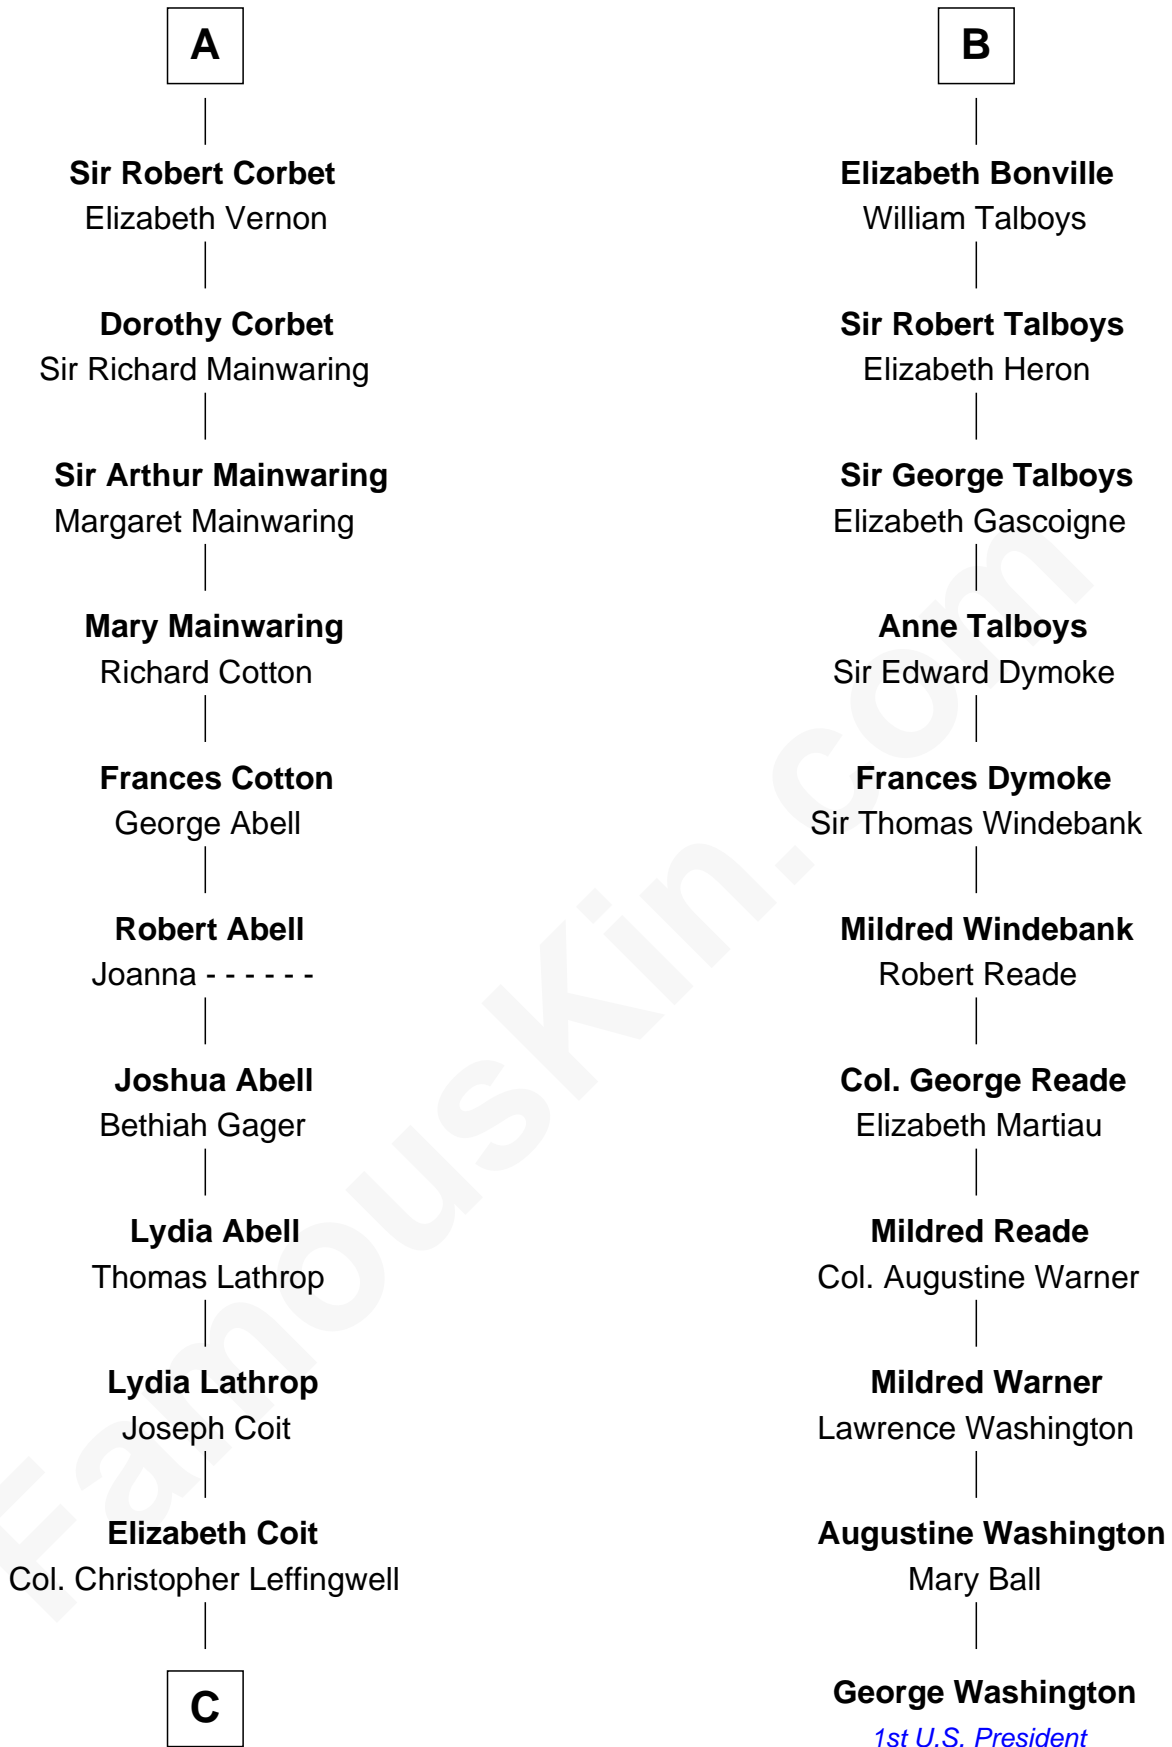 A
Sir Robert Corbet
Elizabeth Vernon
Dorothy Corbet
Sir Richard Mainwaring
Sir Arthur Mainwaring
Margaret Mainwaring
Mary Mainwaring
Richard Cotton
Frances Cotton
George Abell
Robert Abell
Joanna - - - - - -
Joshua Abell
Bethiah Gager
Lydia Abell
Thomas Lathrop
Lydia Lathrop
Joseph Coit
Elizabeth Coit
Col. Christopher Leffingwell
C
B
Elizabeth Bonville
William Talboys
Sir Robert Talboys
Elizabeth Heron
Sir George Talboys
Elizabeth Gascoigne
Anne Talboys
Sir Edward Dymoke
Frances Dymoke
Sir Thomas Windebank
Mildred Windebank
Robert Reade
Col. George Reade
Elizabeth Martiau
Mildred Reade
Col. Augustine Warner
Mildred Warner
Lawrence Washington
Augustine Washington
Mary Ball
George Washington
1st U.S. President
FamousKin.com